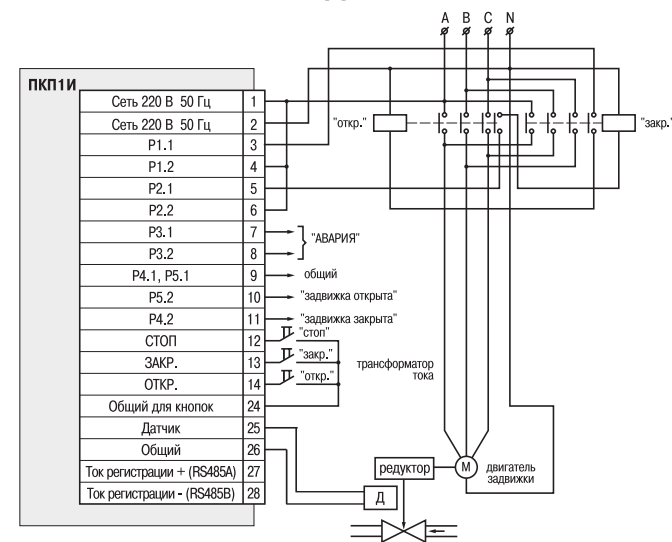 A B C N
ПКП1И
Сеть 220 В 50 Гц 1
Сеть 220 В 50 Гц 2
Р1.1 3
Р1.2 4
Р2.1 5
Р2.2 6
Р3.1 7
Р3.2 8
"АВАРИЯ"
Р4.1, Р5.1 9 общий
Р5.2 10 "задвижка открыта"
Р4.2 11 "задвижка закрыта"
СТОП 12 "стоп"
ЗАКР. 13 "закр."
ОТКР. 14 "откр."
Общий для кнопок 24
Датчик 25
Общий 26
Ток регистрации + (RS485A) 27
Ток регистрации - (RS485B) 28
"откр."
"закр."
трансформатор
тока
редуктор
М
двигатель
задвижки
Д